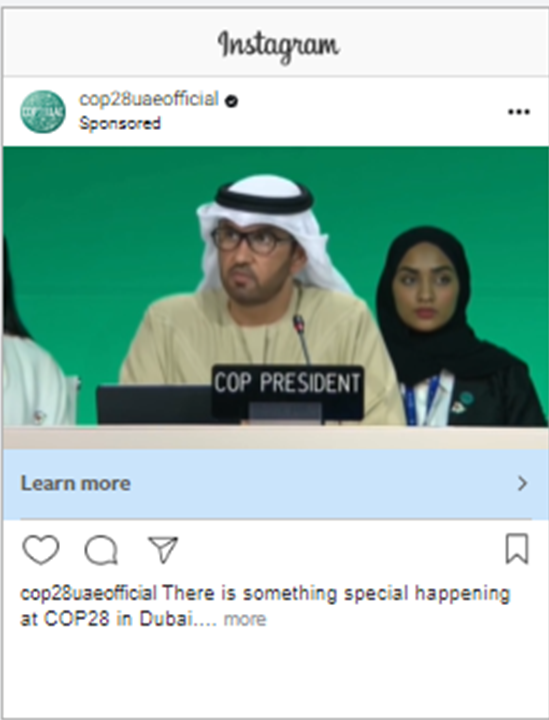 Instagram
cop28uaeofficial
Sponsored
COP PRESIDENT
Learn more
cop28uaeofficial There is something special happening
at COP28 in Dubai.... more